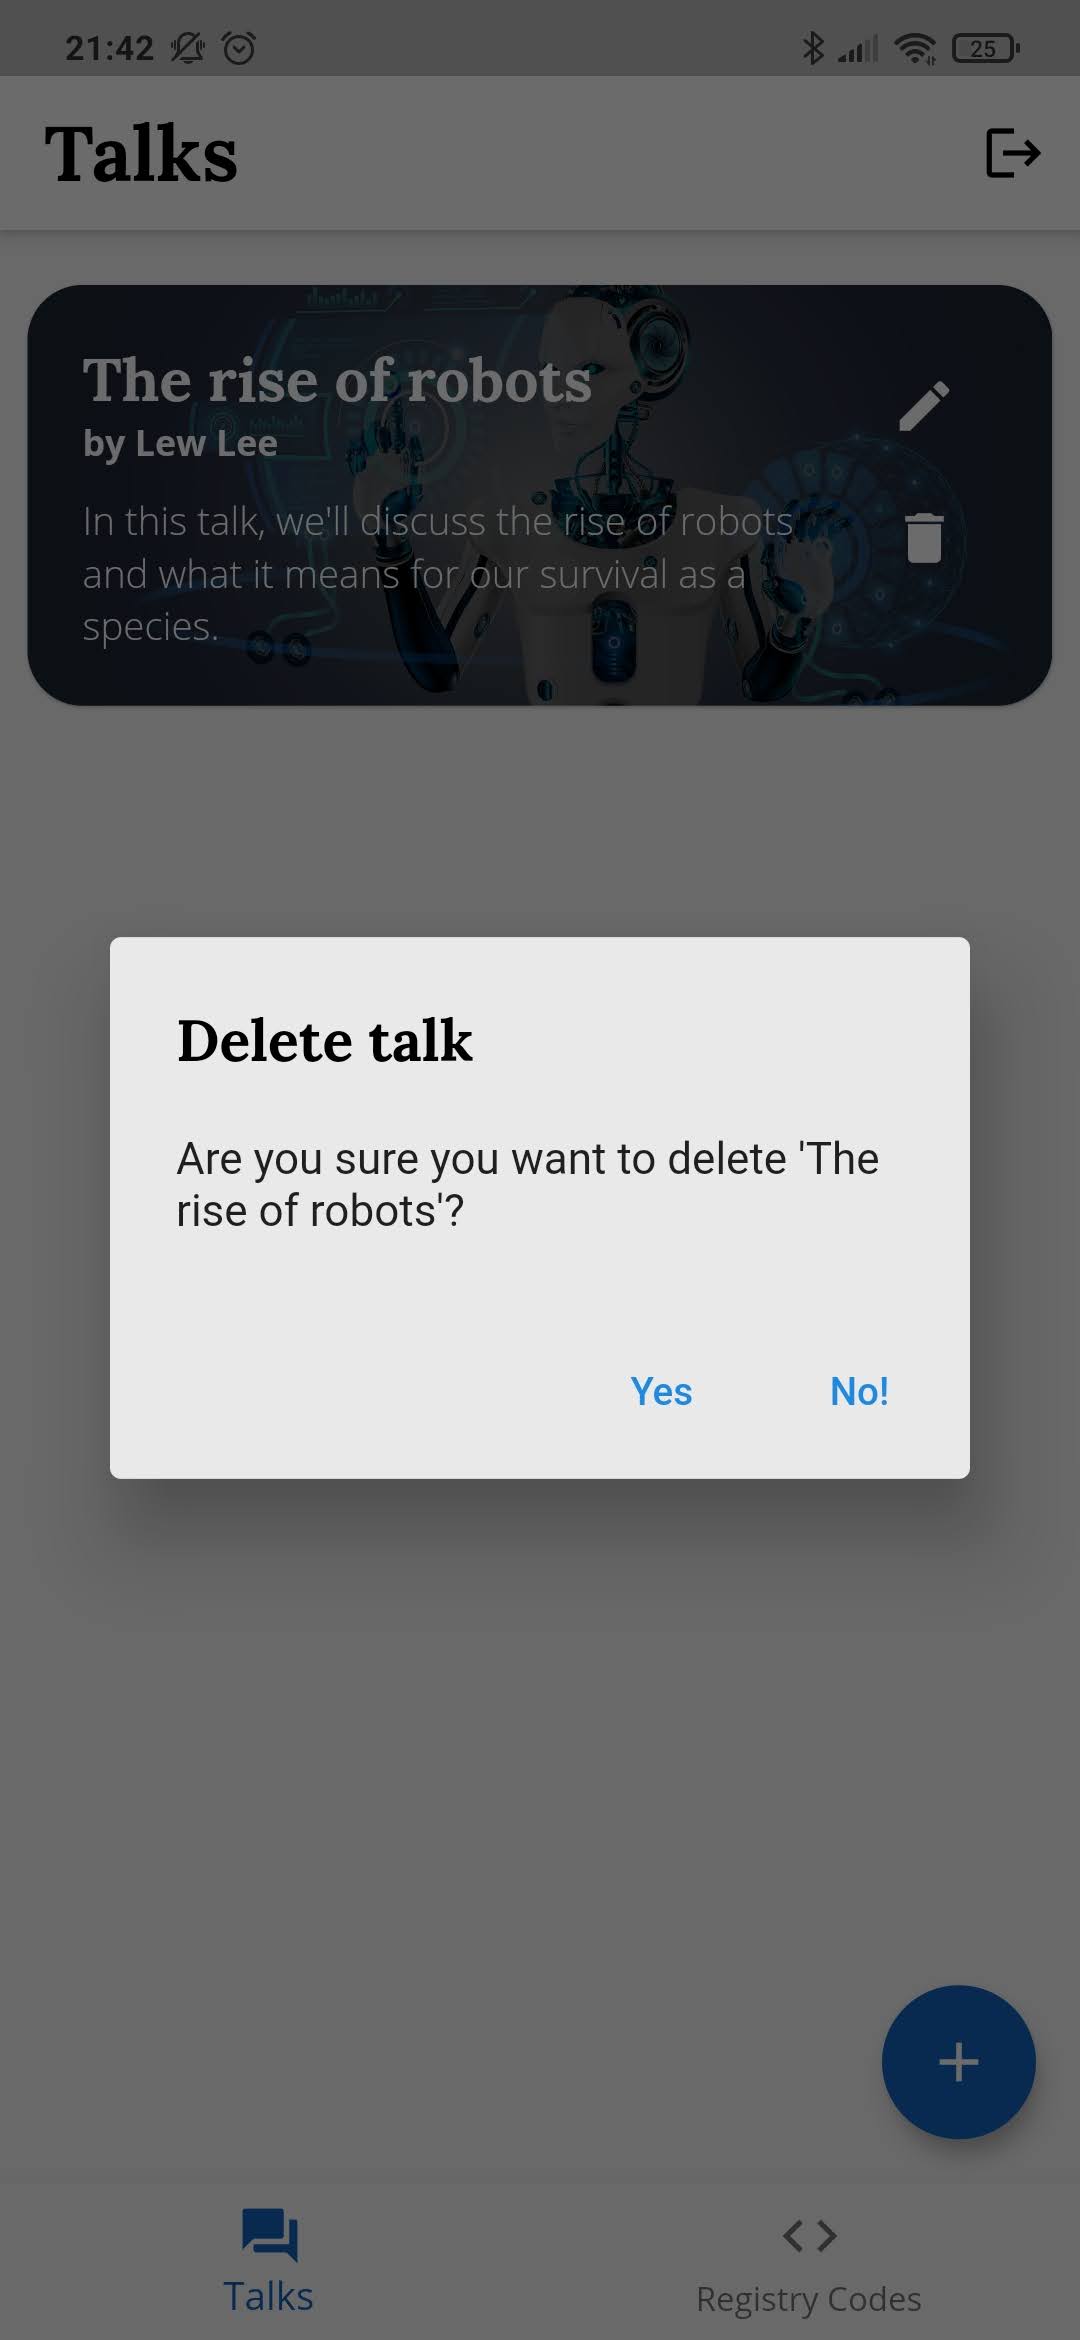 21:42
25
Talks
The rise of robots
by Lew Lee
In this talk, we'll discuss the rise of robots
and what it means for our survival as a
species.
Delete talk
Are you sure you want to delete 'The
rise of robots'?
Yes No!
Talks
Registry Codes